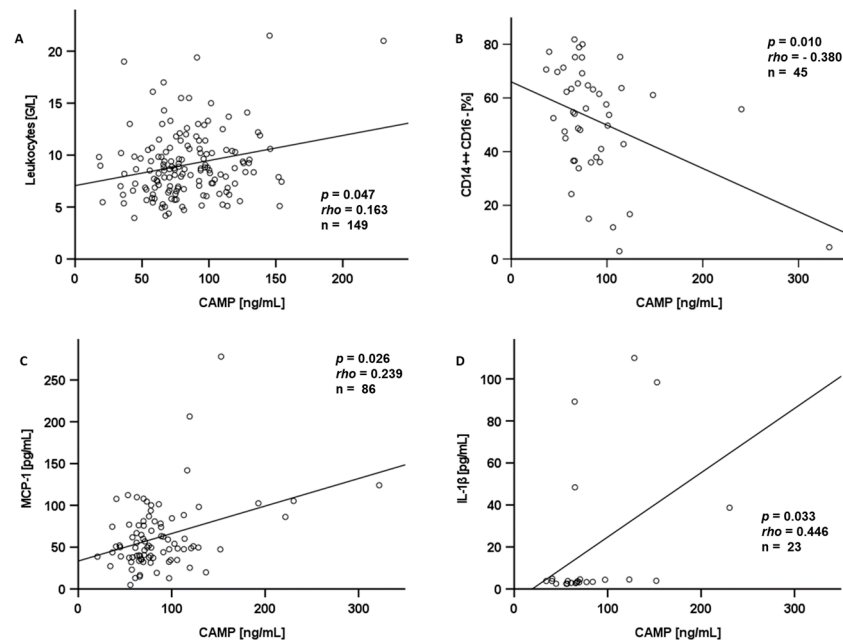 A
Leukocytes [G/L]
20
15
10
5
0
p = 0.047
rho = 0.163
n = 149
0 50 100 150 200
CAMP [ng/mL]
B
CD14 ++ CD16 - [%]
80
60
40
20
0
p = 0.010
rho = - 0.380
n = 45
0 100 200 300
CAMP [ng/mL]
C
MCP-1 [pg/mL]
250
200
150
100
50
0
p = 0.026
rho = 0.239
n = 86
0 100 200 300
CAMP [ng/mL]
D
IL-1β [pg/mL]
100
80
60
40
20
0
p = 0.033
rho = 0.446
n = 23
0 100 200 300
CAMP [ng/mL]